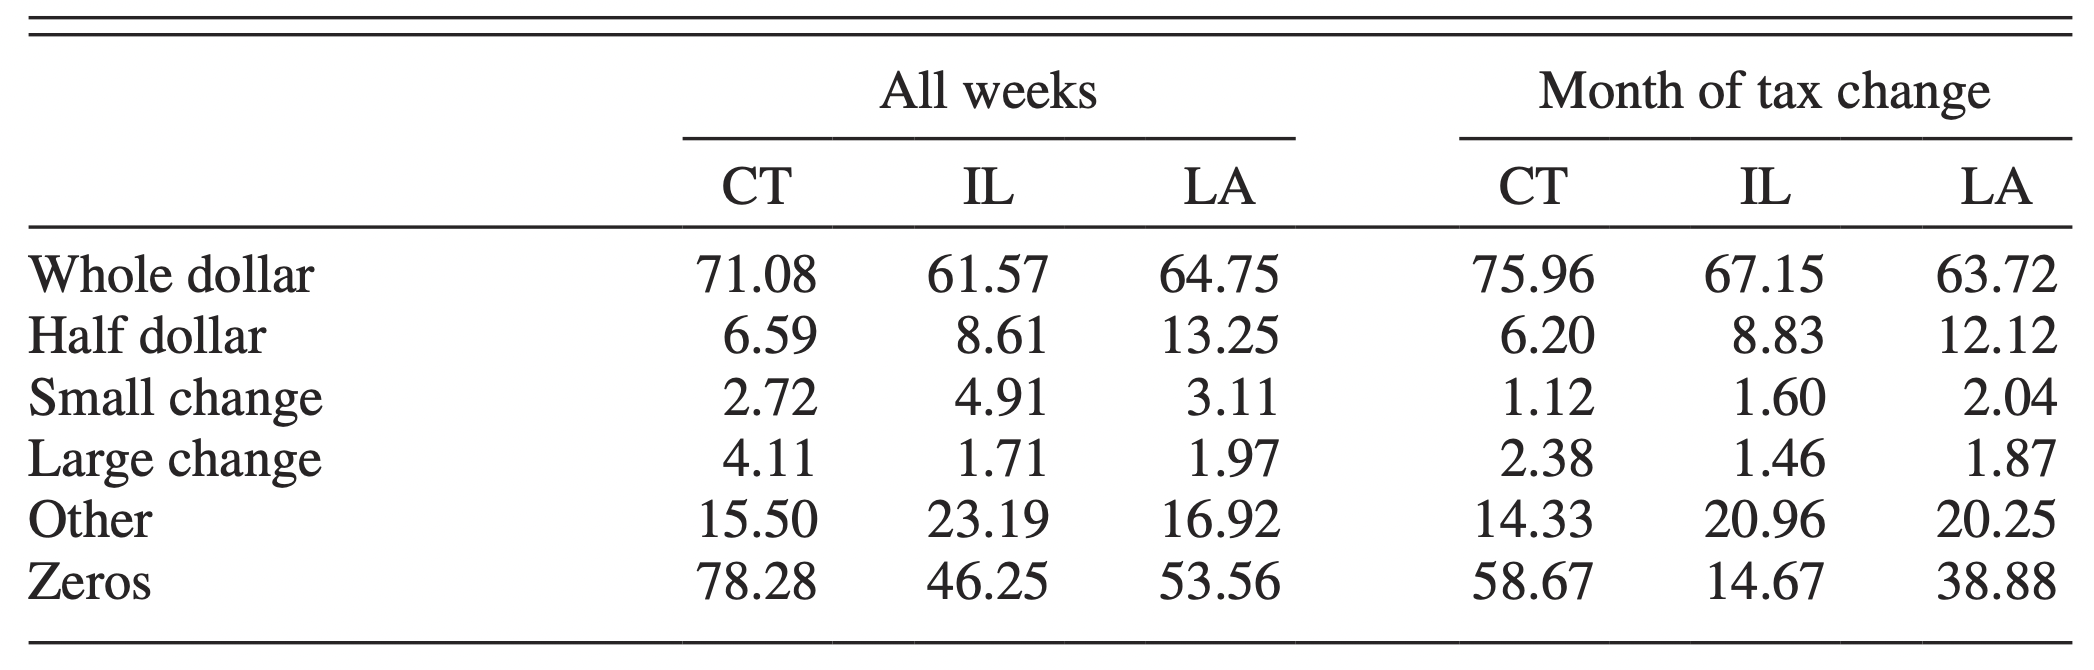 All weeks Month of tax change
CT IL LA CT IL LA
Whole dollar 71.08 61.57 64.75 75.96 67.15 63.72
Half dollar 6.59 8.61 13.25 6.20 8.83 12.12
Small change 2.72 4.91 3.11 1.12 1.60 2.04
Large change 4.11 1.71 1.97 2.38 1.46 1.87
Other 15.50 23.19 16.92 14.33 20.96 20.25
Zeros 78.28 46.25 53.56 58.67 14.67 38.88